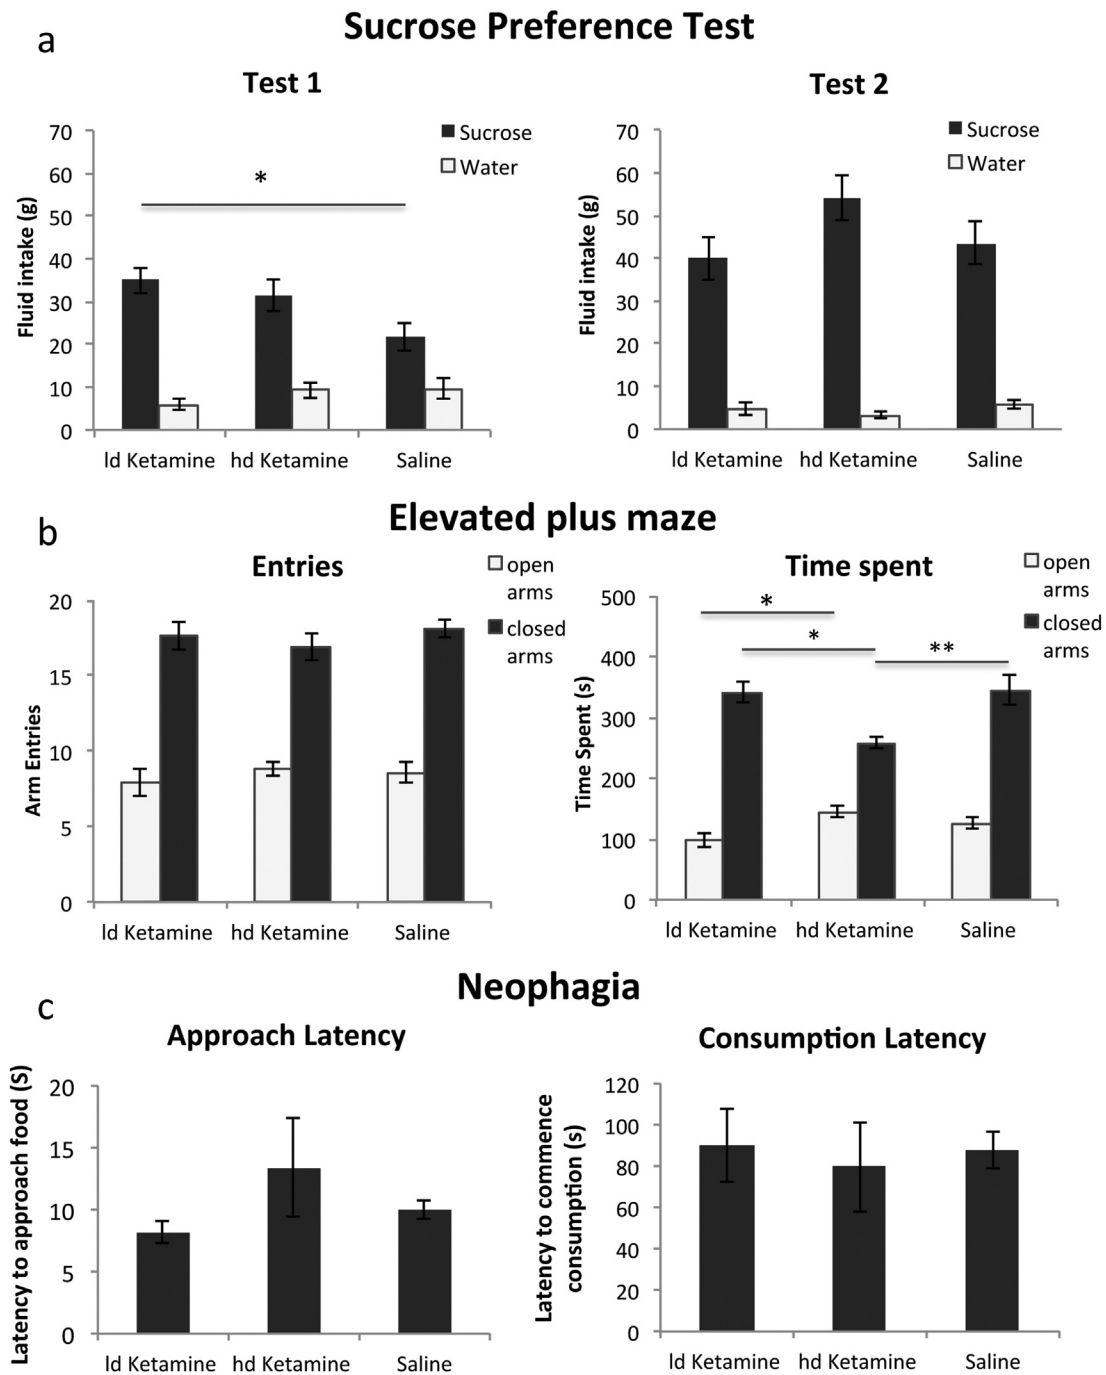 a
Sucrose Preference Test
Test 1
Fluid intake (g)
70
60
50
40
30
20
10
0
*
Sucrose
Water
ld Ketamine
hd Ketamine
Saline
Test 2
Fluid intake (g)
70
60
50
40
30
20
10
0
Sucrose
Water
ld Ketamine
hd Ketamine
Saline
b
Elevated plus maze
Entries
Arm Entries
20
15
10
5
0
open
arms
closed
arms
ld Ketamine
hd Ketamine
Saline
Time spent
Time Spent (s)
500
400
300
200
100
0
*
*
**
open
arms
closed
arms
ld Ketamine
hd Ketamine
Saline
c
Neophagia
Approach Latency
Latency to approach food (S)
20
15
10
5
0
ld Ketamine
hd Ketamine
Saline
Consumption Latency
Latency to commence
consumption (s)
120
100
80
60
40
20
0
ld Ketamine
hd Ketamine
Saline